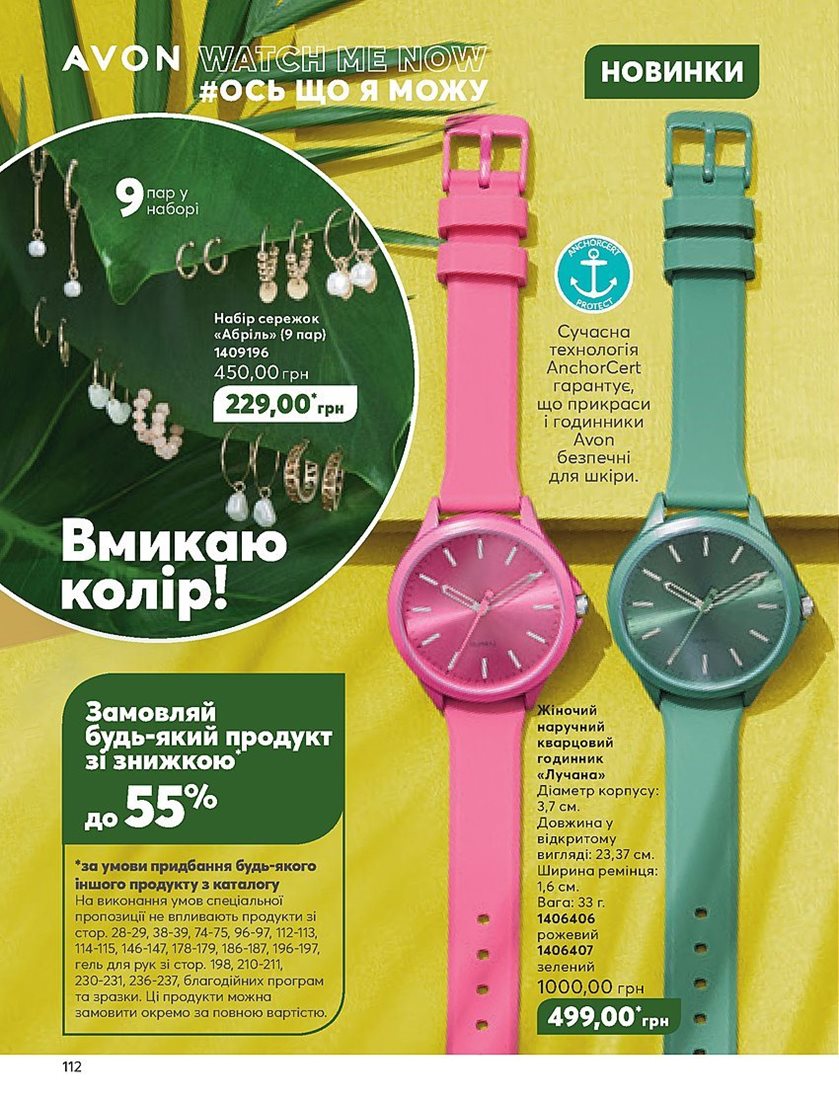 AVON WATCH ME NOW
#ОСЬ ЩО Я МОЖУ
НОВИНКИ
9 пар у
наборі
Набір сережок
«Абріль» (9 пар)
1409196
450,00 грн
229,00* грн
Вмикаю
колір!
ANCHORCERT
PROTECT
Сучасна
технологія
AnchorCert
гарантує,
що прикраси
і годинники
Avon
безпечні
для шкіри.
Замовляй
будь-який продукт
зі знижкою*
до 55%
*за умови придбання будь-якого
іншого продукту з каталогу
На виконання умов спеціальної
пропозиції не впливають продукти зі
стор. 28-29, 38-39, 74-75, 96-97, 112-113,
114-115, 146-147, 178-179, 186-187, 196-197,
гель для рук зі стор. 198, 210-211,
230-231, 236-237, благодійних програм
та зразки. Ці продукти можна
замовити окремо за повною вартістю.
Жіночий
наручний
кварцовий
годинник
«Лучана»
Діаметр корпусу:
3,7 см.
Довжина у
відкритому
вигляді: 23,37 см.
Ширина ремінця:
1,6 см.
Вага: 33 г.
1406406
рожевий
1406407
зелений
1000,00 грн
499,00* грн
112